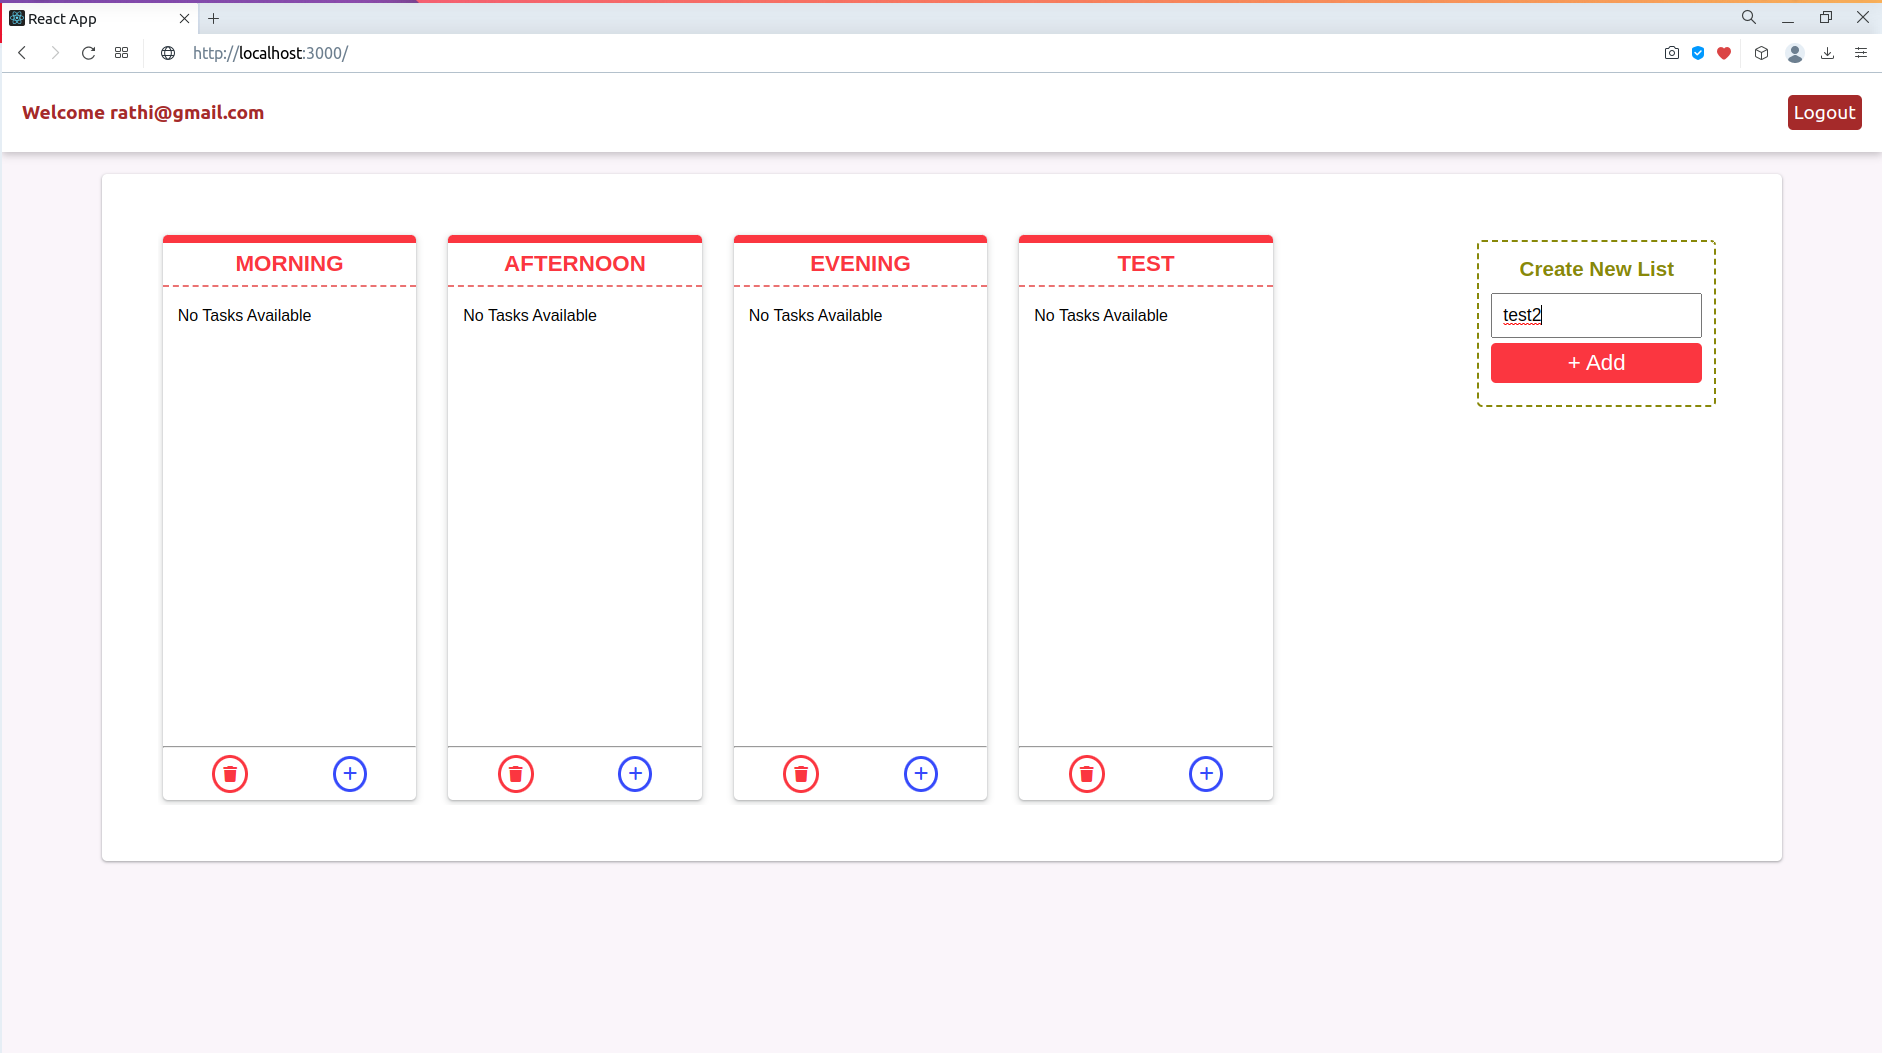 React App
http://localhost:3000/
Welcome rathi@gmail.com
Logout
MORNING
AFTERNOON
EVENING
TEST
Create New List
No Tasks Available
No Tasks Available
No Tasks Available
No Tasks Available
test2
+ Add